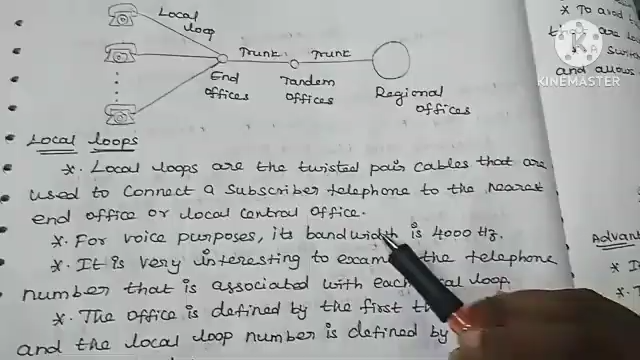 Local
loop
Trunk
Trunk
End
offices
Tandem
offices
Regional
offices
Local loops
*. Local loops are the twisted pair cables that are
used to connect a subscriber telephone to the nearest
end office or local central office.
*. For voice purposes, its bandwidth is 4000 Hz.
*. It is very interesting to the telephone
number that is associated with each loop.
*. The office is defined by the first
and the local loop number is defined by
* To
that are
and allows
Advant
KINEMASTER